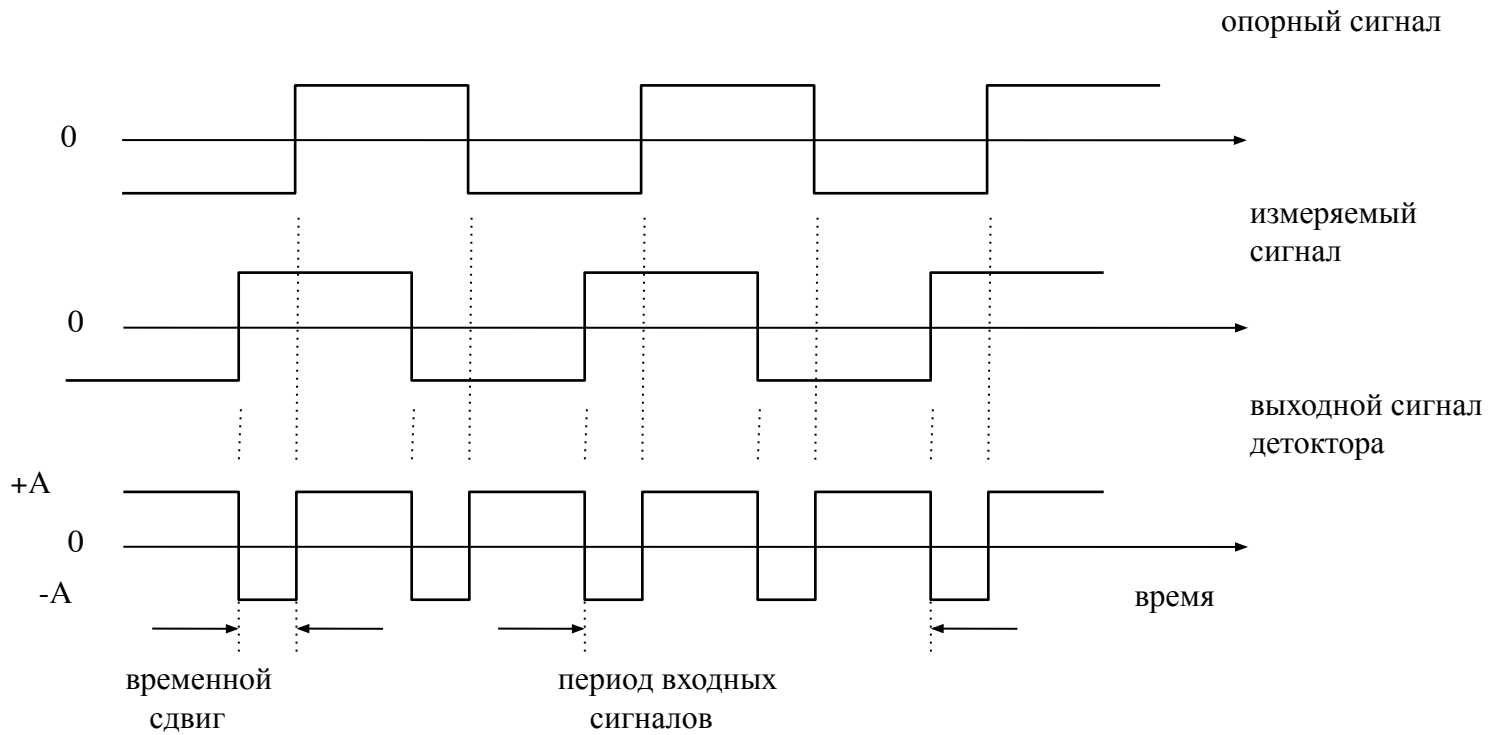 опорный сигнал
0
измеряемый
сигнал
0
выходной сигнал
детоктора
+A
0
-A
время
временной
сдвиг
период входных
сигналов